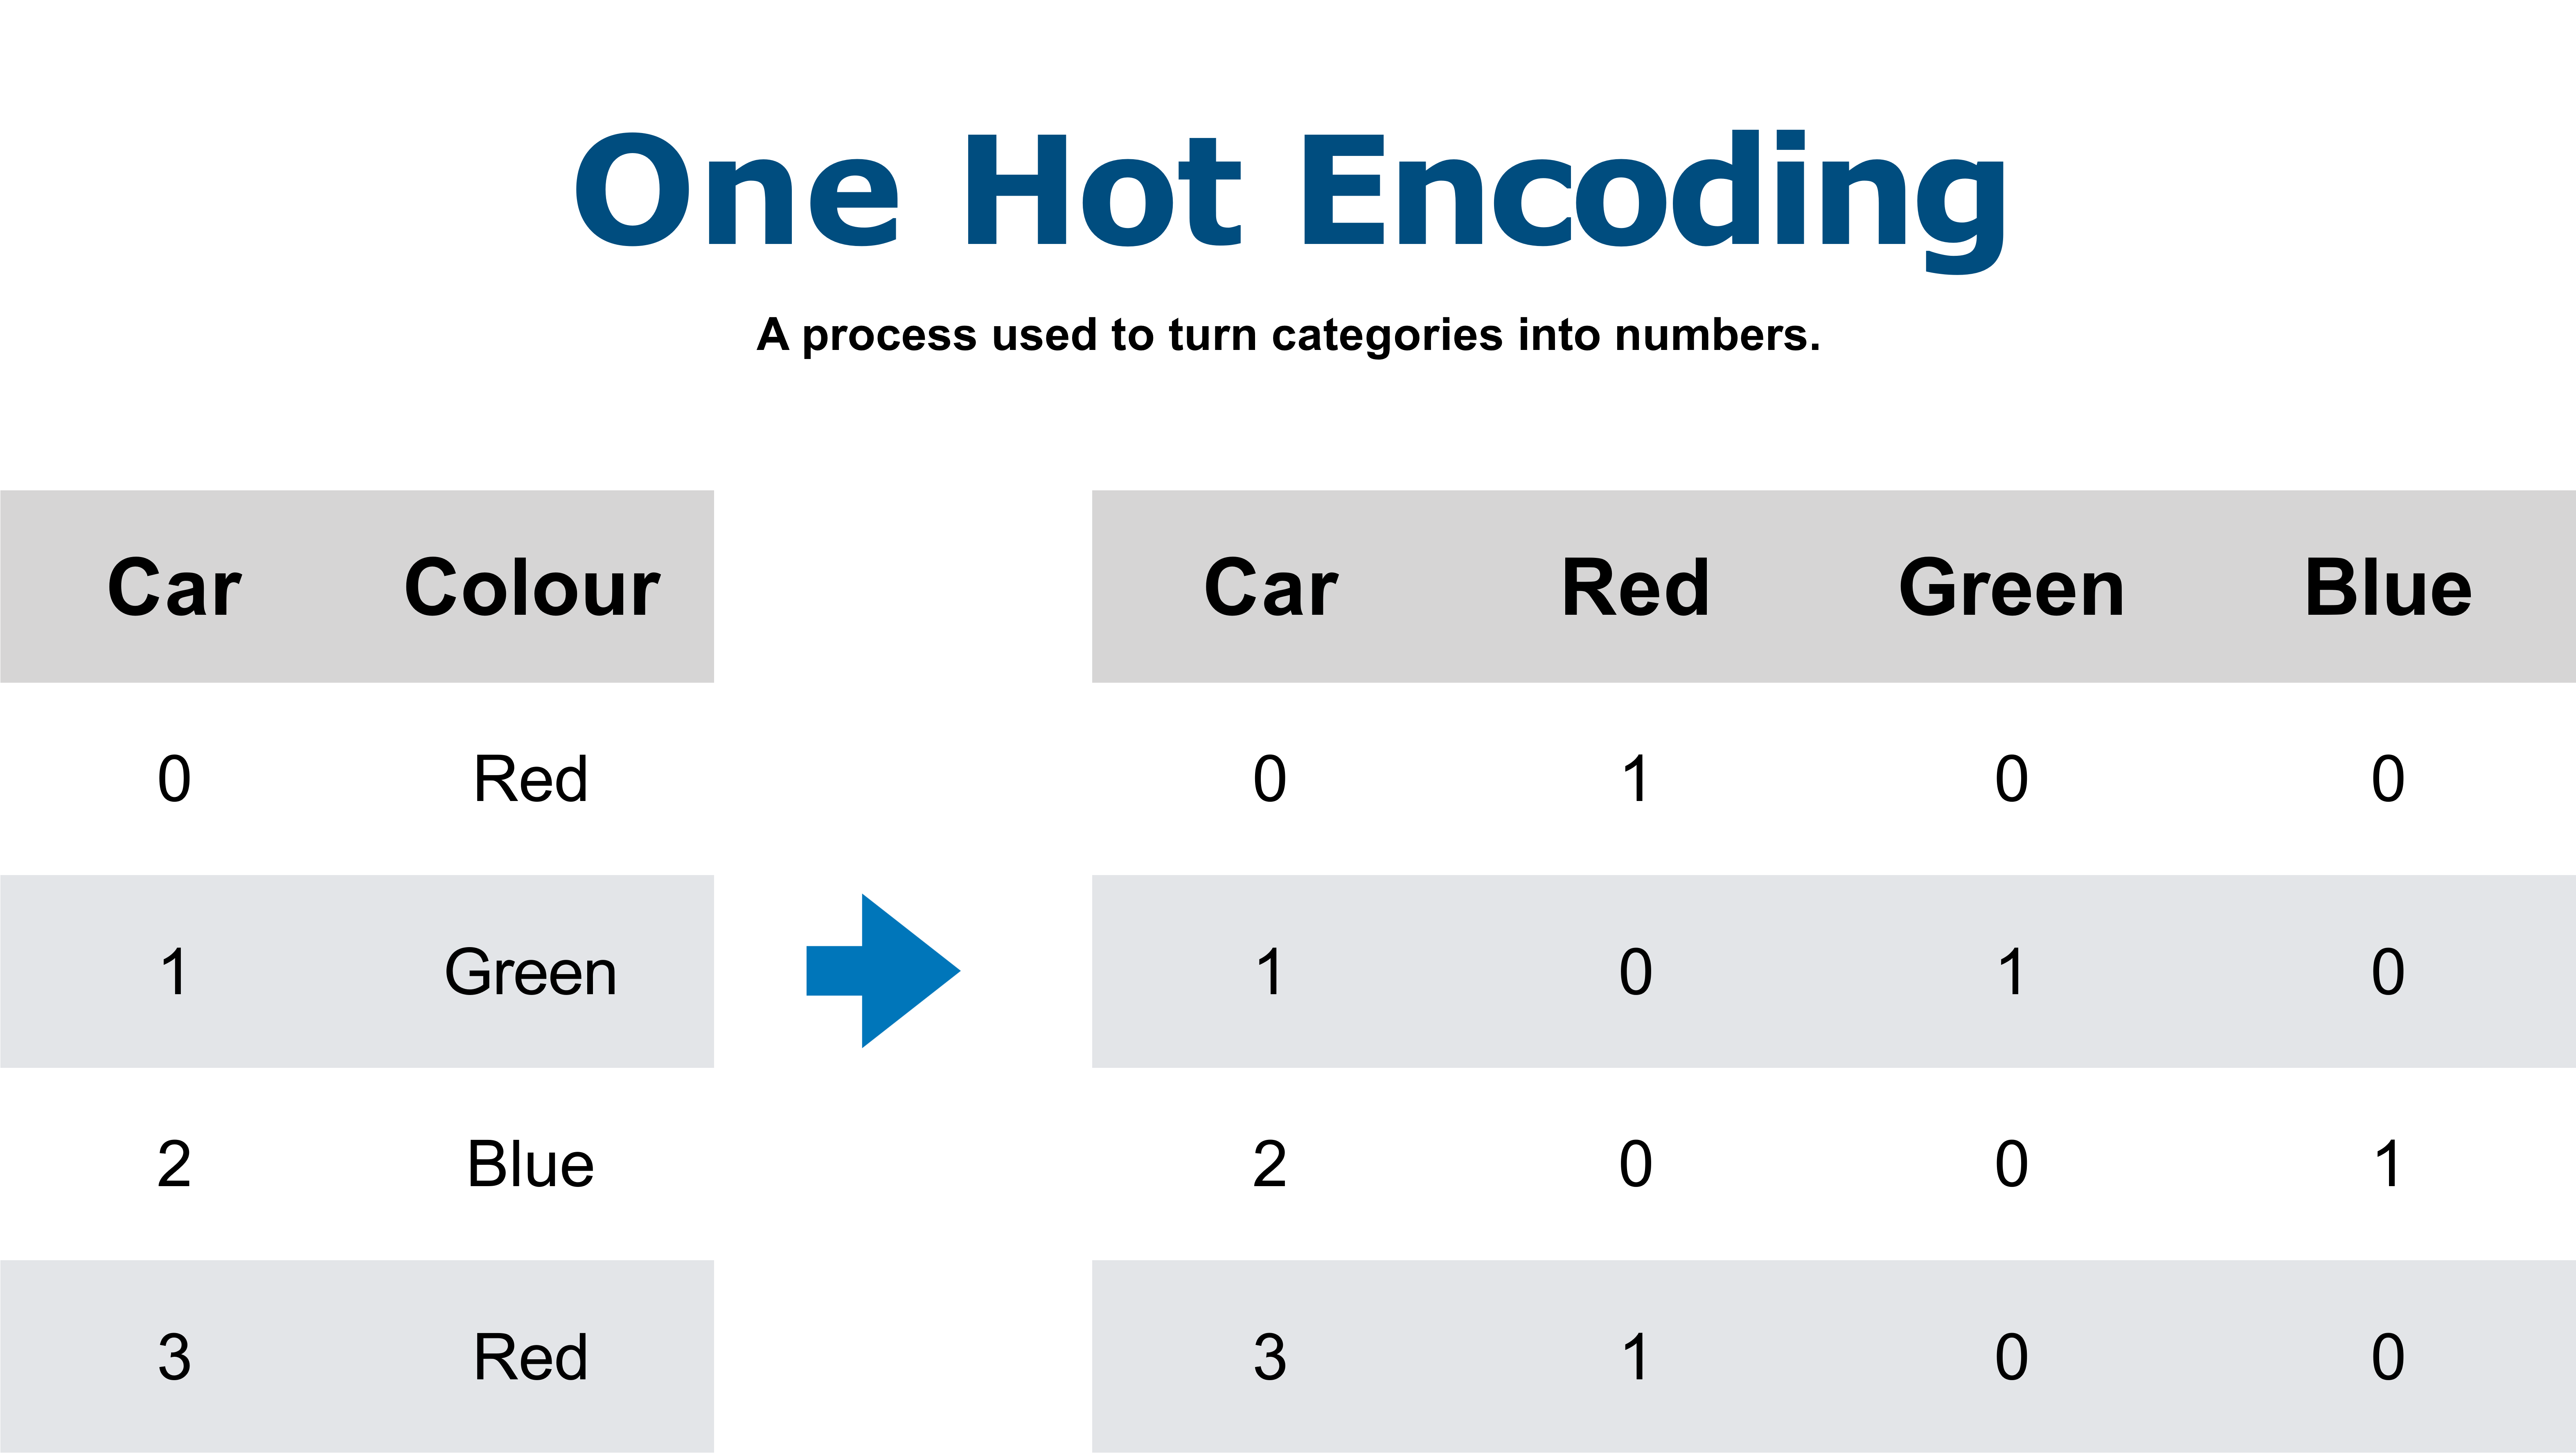 One Hot Encoding
A process used to turn categories into numbers.
Car Colour
0 Red
1 Green
2 Blue
3 Red
Car Red Green Blue
0 1 0 0
1 0 1 0
2 0 0 1
3 1 0 0